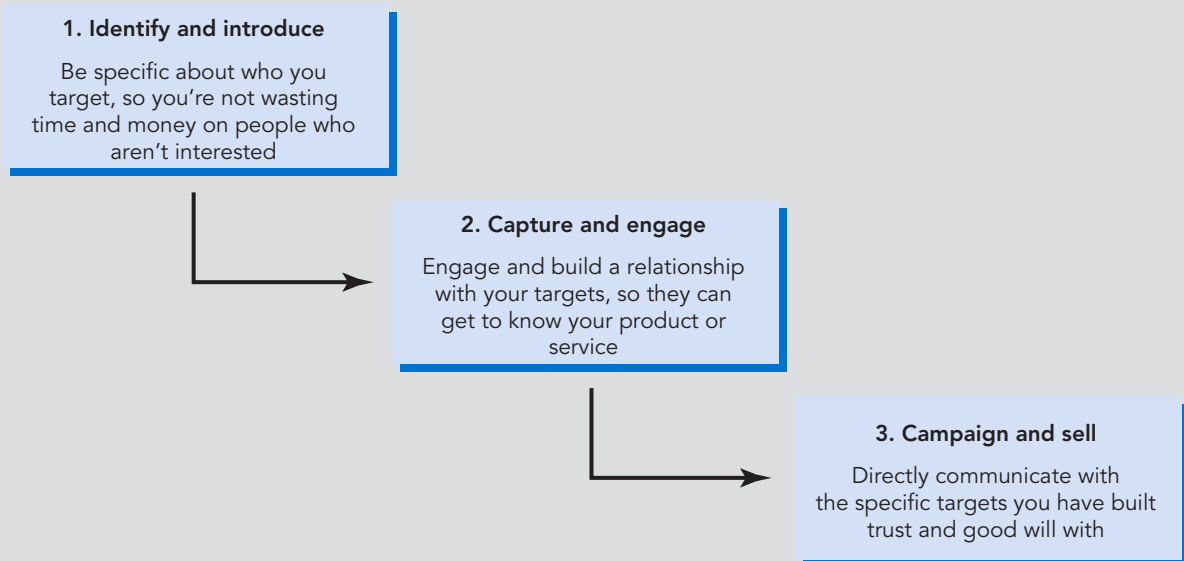 1. Identify and introduce
Be specific about who you
target, so you’re not wasting
time and money on people who
aren’t interested
2. Capture and engage
Engage and build a relationship
with your targets, so they can
get to know your product or
service
3. Campaign and sell
Directly communicate with
the specific targets you have built
trust and good will with